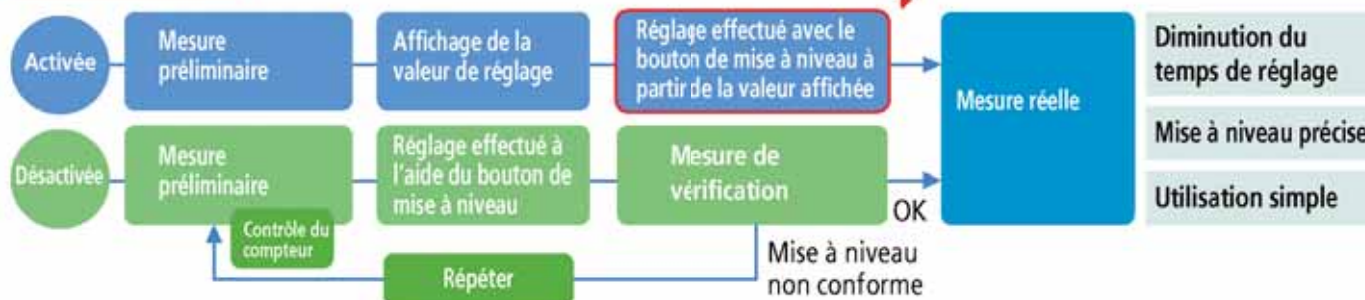 Activée
Mesure
préliminaire
Affichage de la
valeur de réglage
Réglage effectué avec le
bouton de mise à niveau à
partir de la valeur affichée
Mesure réelle
Diminution du
temps de réglage
Mise à niveau précise
Utilisation simple
Désactivée
Mesure
préliminaire
Réglage effectué à
l'aide du bouton de
mise à niveau
Mesure de
vérification
OK
Contrôle du
compteur
Répéter
Mise à niveau
non conforme